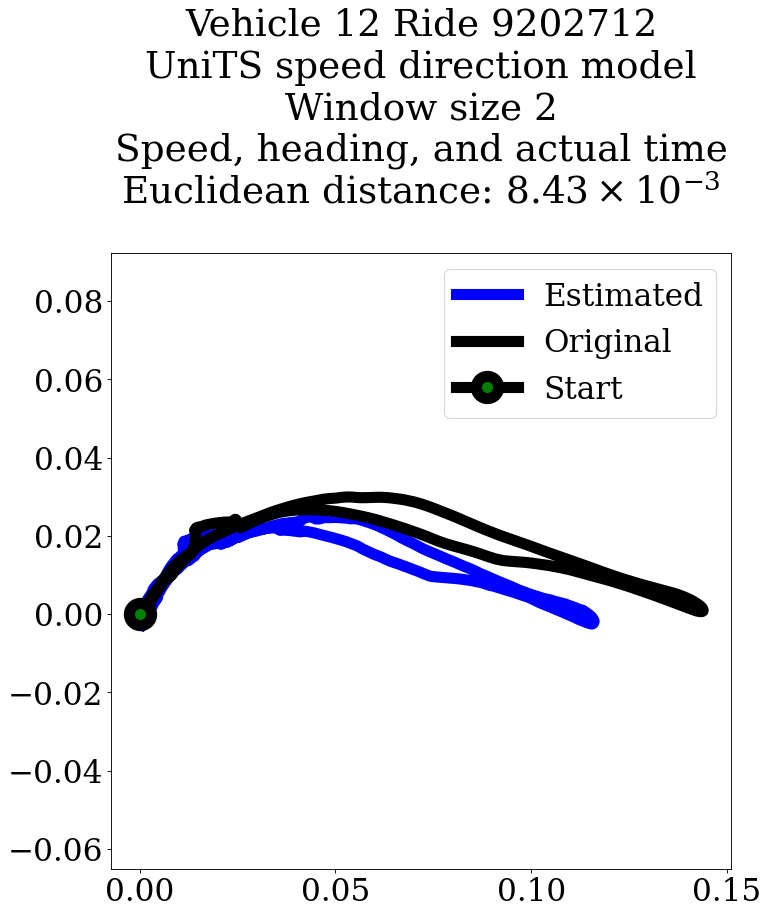 Vehicle 12 Ride 9202712
UniTS speed direction model
Window size 2
Speed, heading, and actual time
Euclidean distance: 8.43 × 10⁻³
Estimated
Original
Start
0.08
0.06
0.04
0.02
0.00
−0.02
−0.04
−0.06
0.00 0.05 0.10 0.15